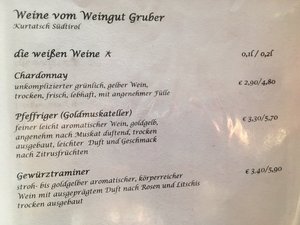 Weine vom Weingut Gruber
Kurtatsch Südtirol
die weißen Weine 0,1l/ 0,2l
Chardonnay
unkomplizierter grünlich, gelber Wein, € 2,90/4,80
trocken, frisch, lebhaft, mit angenehmer Fülle
Pfeffriger (Goldmuskateller)
feiner leicht aromatischer Wein, goldgelb, € 3,30/5,70
angenehm nach Muskat duftend, trocken
ausgebaut, leichter Duft und Geschmack
nach Zitrusfrüchten
Gewürztraminer
stroh- bis goldgelber aromatischer, körperreicher € 3,40/5,90
Wein mit ausgeprägtem Duft nach Rosen und Litschis
trocken ausgebaut